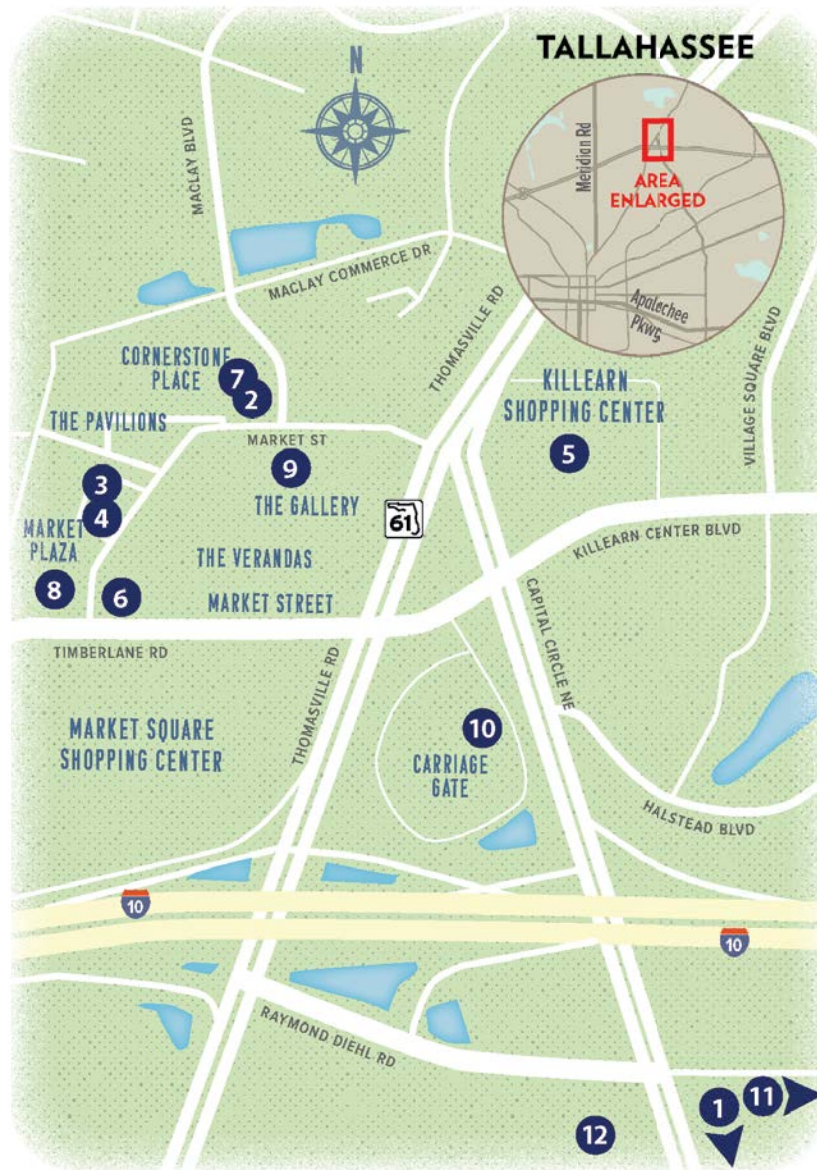 TALLAHASSEE
N
MACLAY BLVD
Meridian Rd
AREA
ENLARGED
Apalachee
Pkwy
MACLAY COMMERCE DR
THOMASVILLE RD
VILLAGE SQUARE BLVD
CORNERSTONE
PLACE
7
2
KILLEARN
SHOPPING CENTER
5
THE PAVILIONS
MARKET ST
9
3
4
THE GALLERY
61
MARKET
PLAZA
8
6
THE VERANDAS
MARKET STREET
KILLEARN CENTER BLVD
TIMBERLANE RD
CAPITAL CIRCLE NE
THOMASVILLE RD
MARKET SQUARE
SHOPPING CENTER
10
CARRIAGE
GATE
HALSTEAD BLVD
10
10
RAYMOND DIEHL RD
1
11
12